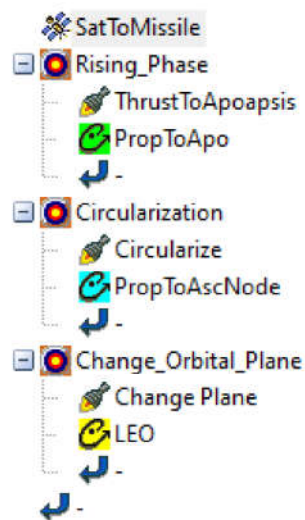 SatToMissile
Rising_Phase
ThrustToApoapsis
PropToApo
-
Circularization
Circularize
PropToAscNode
-
Change_Orbital_Plane
Change Plane
LEO
-
-